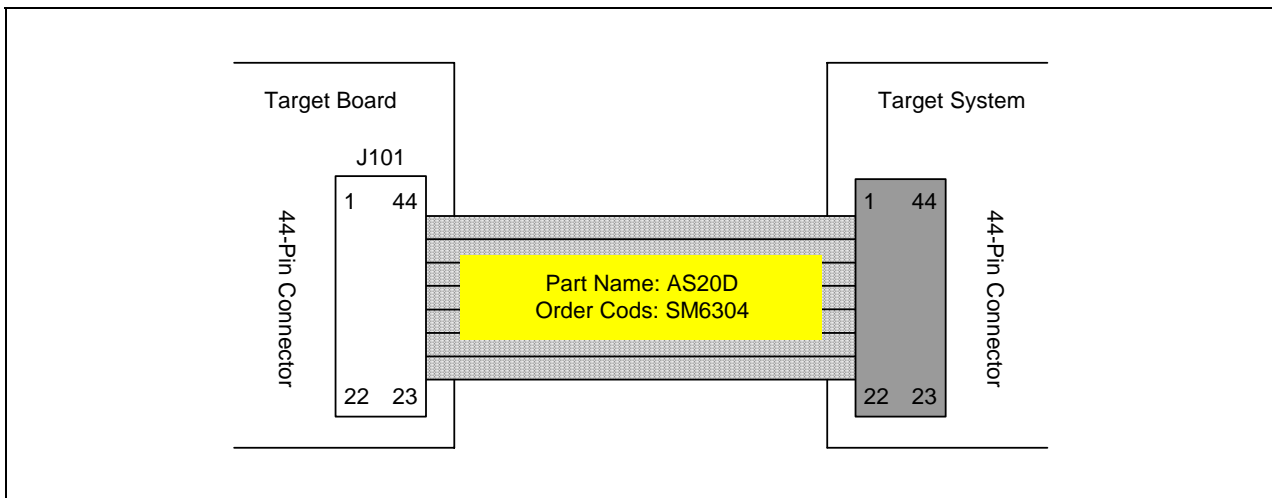 Target Board
Target System
J101
1 44
1 44
44-Pin Connector
44-Pin Connector
Part Name: AS20D
Order Cods: SM6304
22 23
22 23